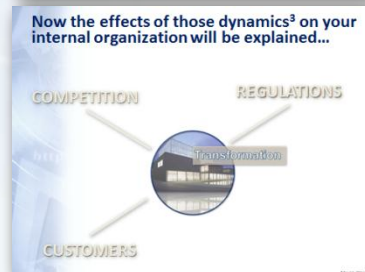 Now the effects of those dynamics³ on your
internal organization will be explained...
COMPETITION
REGULATIONS
Transformation
CUSTOMERS